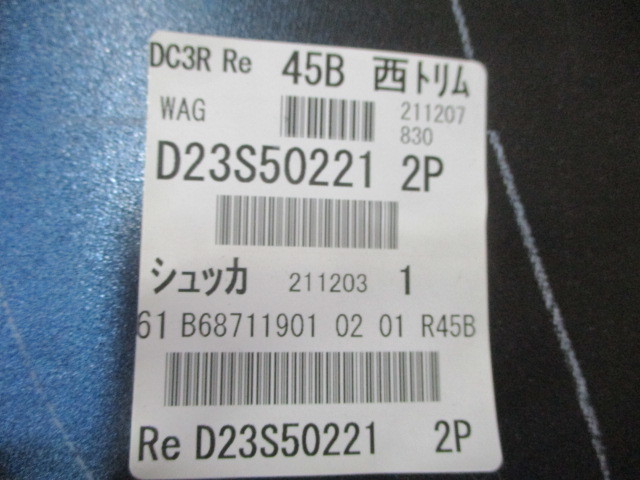 DC3R Re 45B 西トリム
WAG 211207
830
D23S50221 2P
シュッカ 211203 1
61 B68711901 02 01 R45B
Re D23S50221 2P